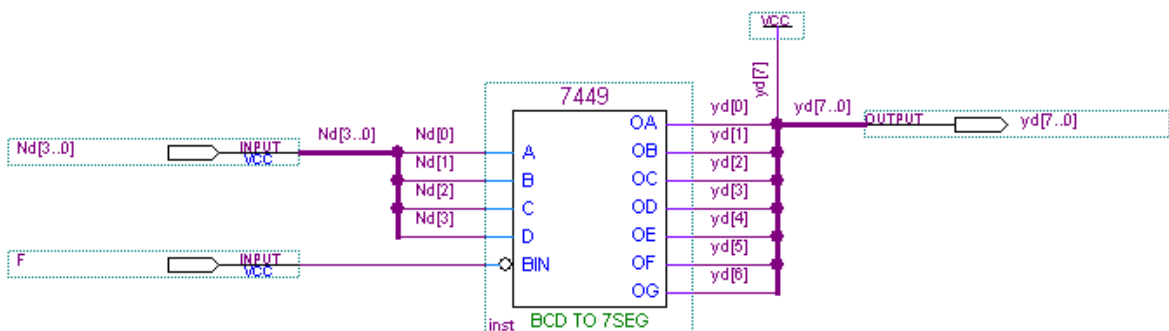 VCC
7449
yd[7]
Nd[3..0]
INPUT
VCC
Nd[3..0]
Nd[0]
Nd[1]
Nd[2]
Nd[3]
A
B
C
D
BIN
OA
OB
OC
OD
OE
OF
OG
yd[0]
yd[1]
yd[2]
yd[3]
yd[4]
yd[5]
yd[6]
yd[7..0]
OUTPUT
yd[7..0]
F
INPUT
VCC
inst
BCD TO 7SEG